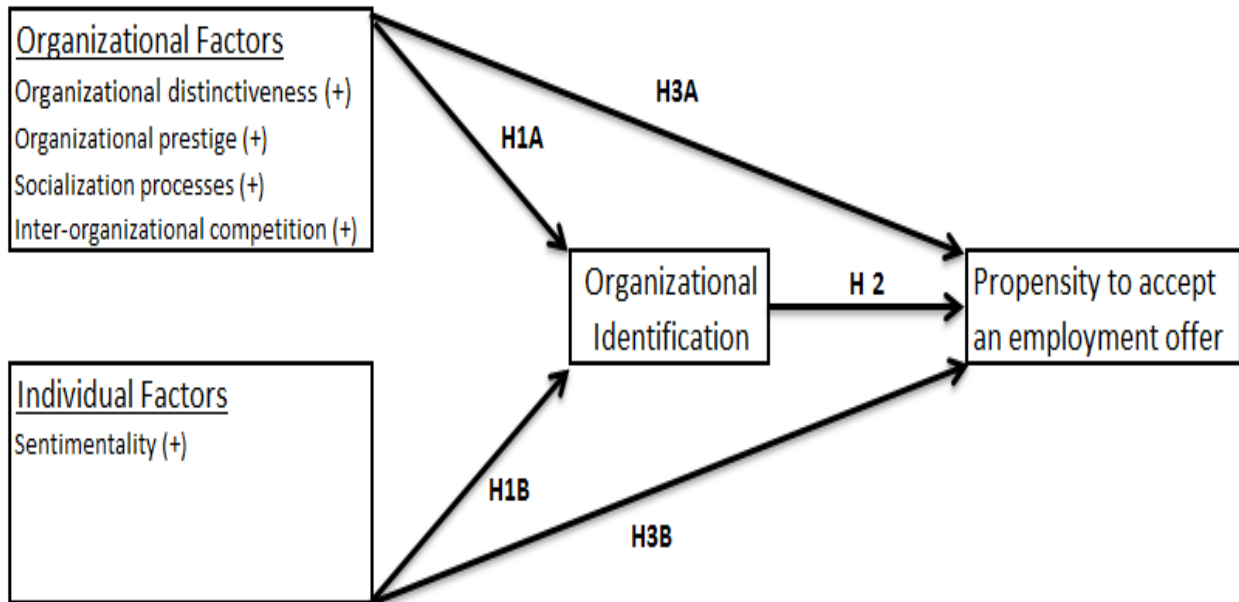 Organizational Factors
Organizational distinctiveness (+)
Organizational prestige (+)
Socialization processes (+)
Inter-organizational competition (+)
H3A
H1A
Organizational
Identification
H 2
Propensity to accept
an employment offer
Individual Factors
Sentimentality (+)
H1B
H3B